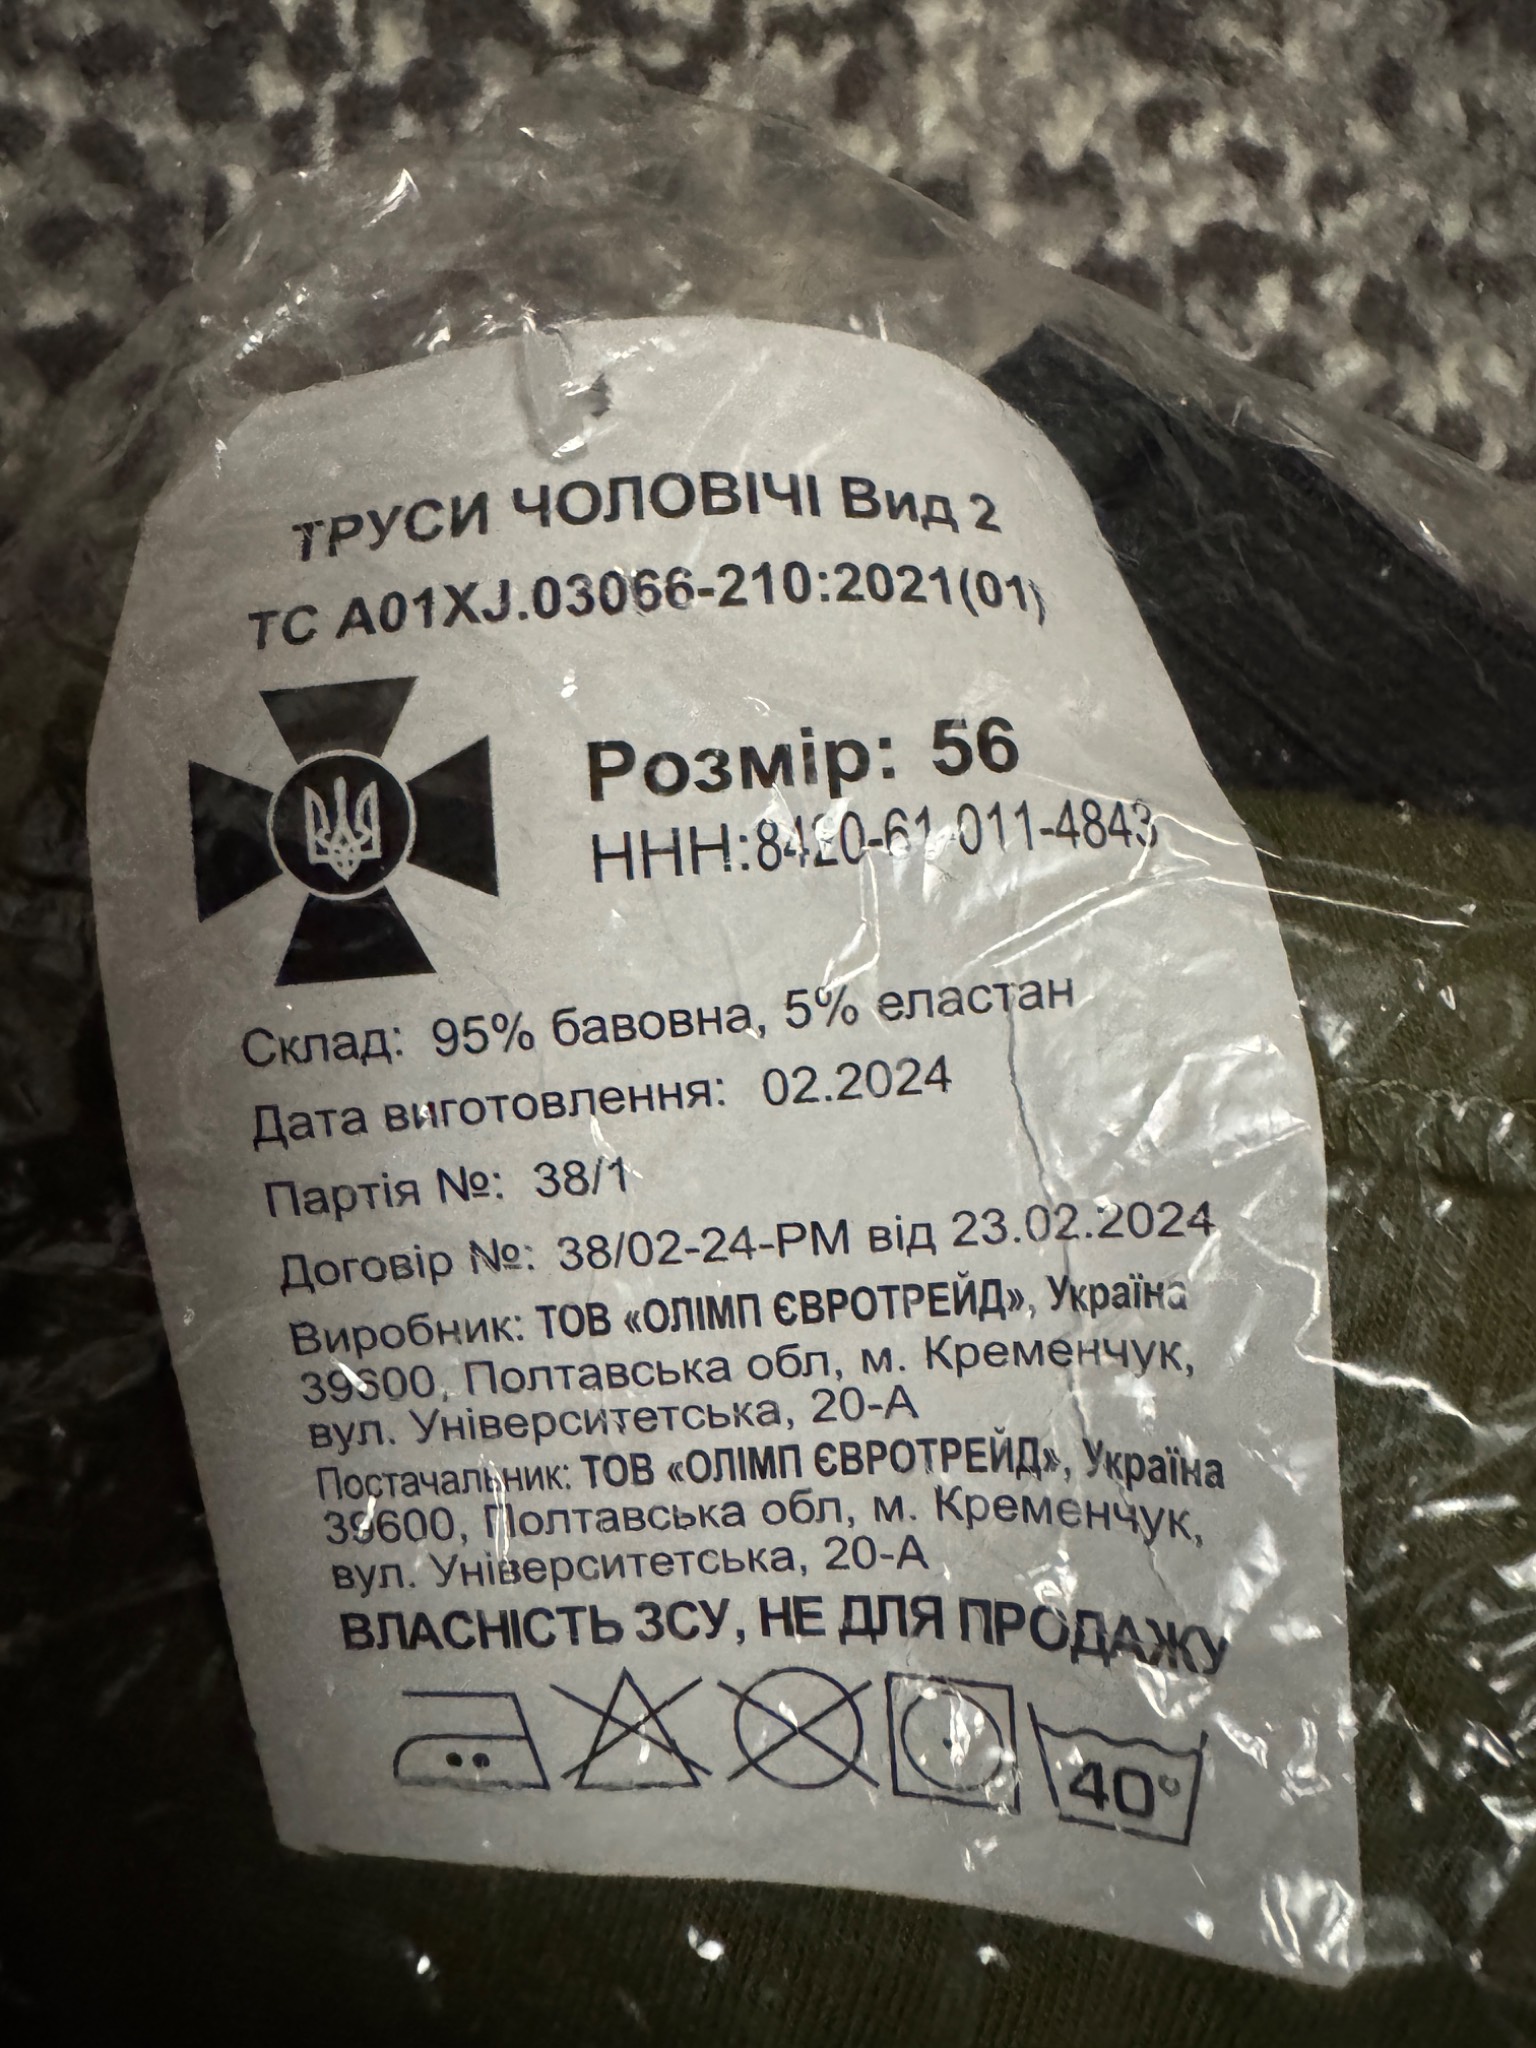 ТРУСИ ЧОЛОВІЧІ Вид 2
ТС А01XJ.03066-210:2021(01)
Розмір: 56
ННН:8420-61-011-4843
Склад: 95% бавовна, 5% еластан
Дата виготовлення: 02.2024
Партія №: 38/1
Договір №: 38/02-24-РМ від 23.02.2024
Виробник: ТОВ «ОЛІМП ЄВРОТРЕЙД», Україна
39600, Полтавська обл, м. Кременчук,
вул. Університетська, 20-А
Постачальник: ТОВ «ОЛІМП ЄВРОТРЕЙД», Україна
39600, Полтавська обл, м. Кременчук,
вул. Університетська, 20-А
ВЛАСНІСТЬ ЗСУ, НЕ ДЛЯ ПРОДАЖУ
40°